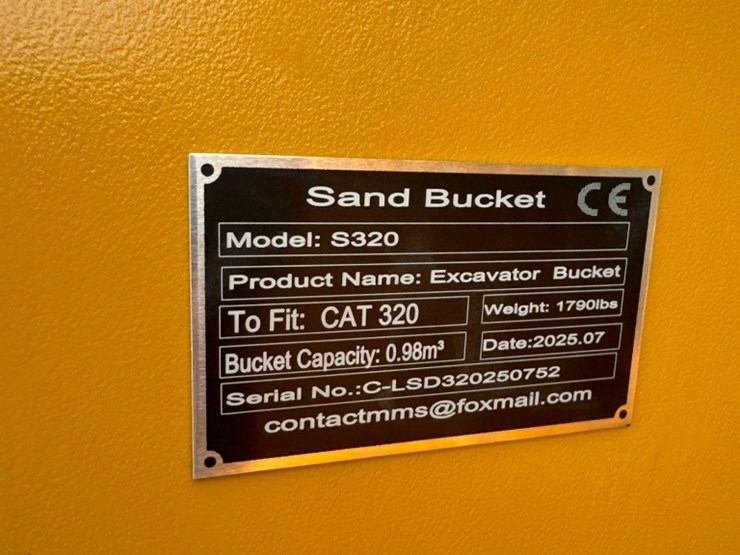 Sand Bucket CE
Model: S320
Product Name: Excavator Bucket
To Fit: CAT 320
Weight: 1790lbs
Bucket Capacity: 0.98m³
Date:2025.07
Serial No.:C-LSD320250752
contactmms@foxmail.com